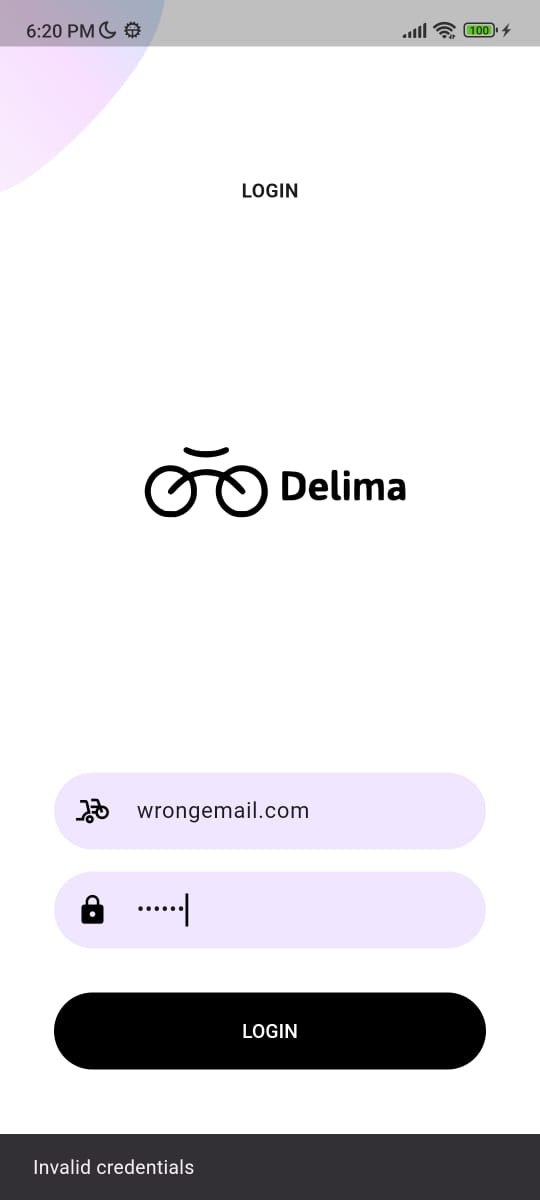 6:20 PM
100
LOGIN
Delima
wrongemail.com
••••••
LOGIN
Invalid credentials